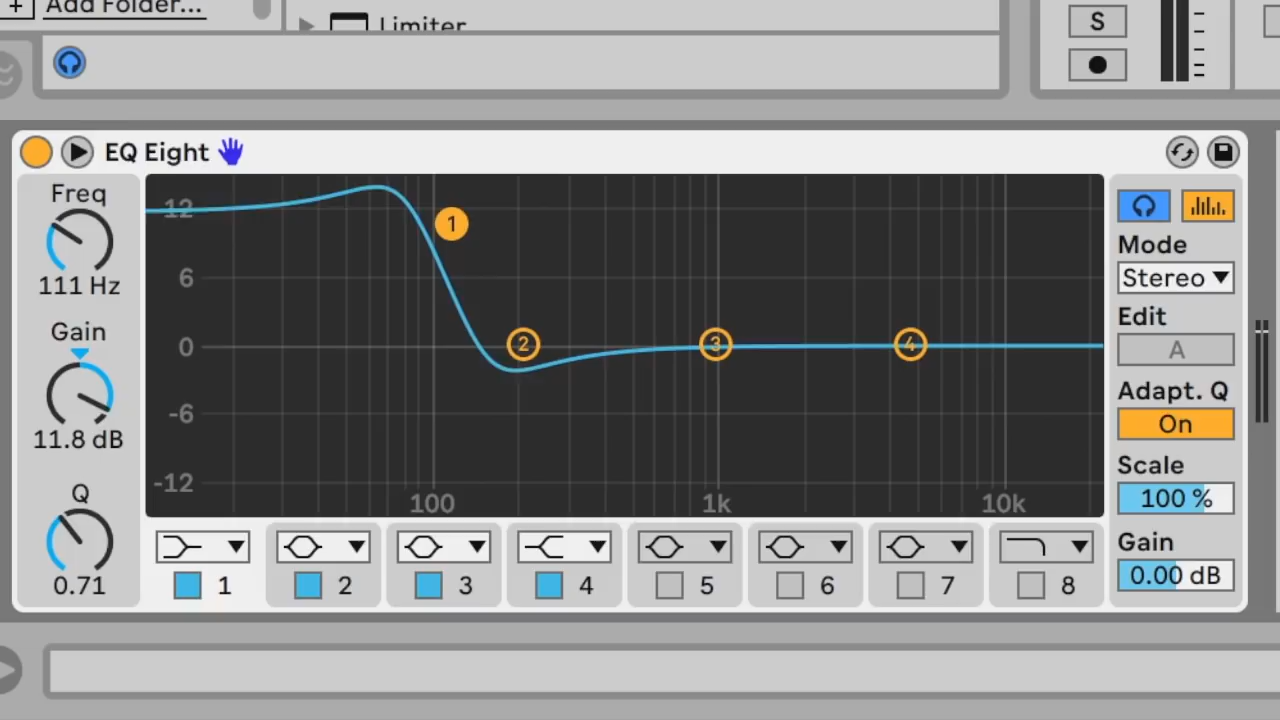 + Add Folder...
Limiter
S
EQ Eight
Freq
111 Hz
Gain
11.8 dB
Q
0.71
12
6
0
-6
-12
100
1k
10k
1
2
3
4
1
2
3
4
5
6
7
8
Mode
Stereo
Edit
A
Adapt. Q
On
Scale
100 %
Gain
0.00 dB